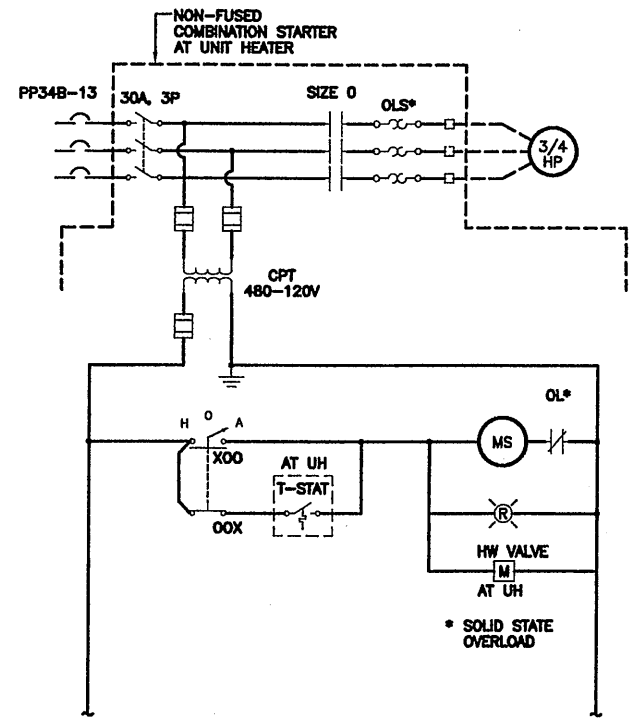 NON-FUSED
COMBINATION STARTER
AT UNIT HEATER
PP34B-13
30A, 3P
SIZE 0
OLS*
3/4
HP
CPT
480-120V
OL*
H O A
XOO
MS
AT UH
T-STAT
OOX
R
HW VALVE
M
AT UH
* SOLID STATE
OVERLOAD